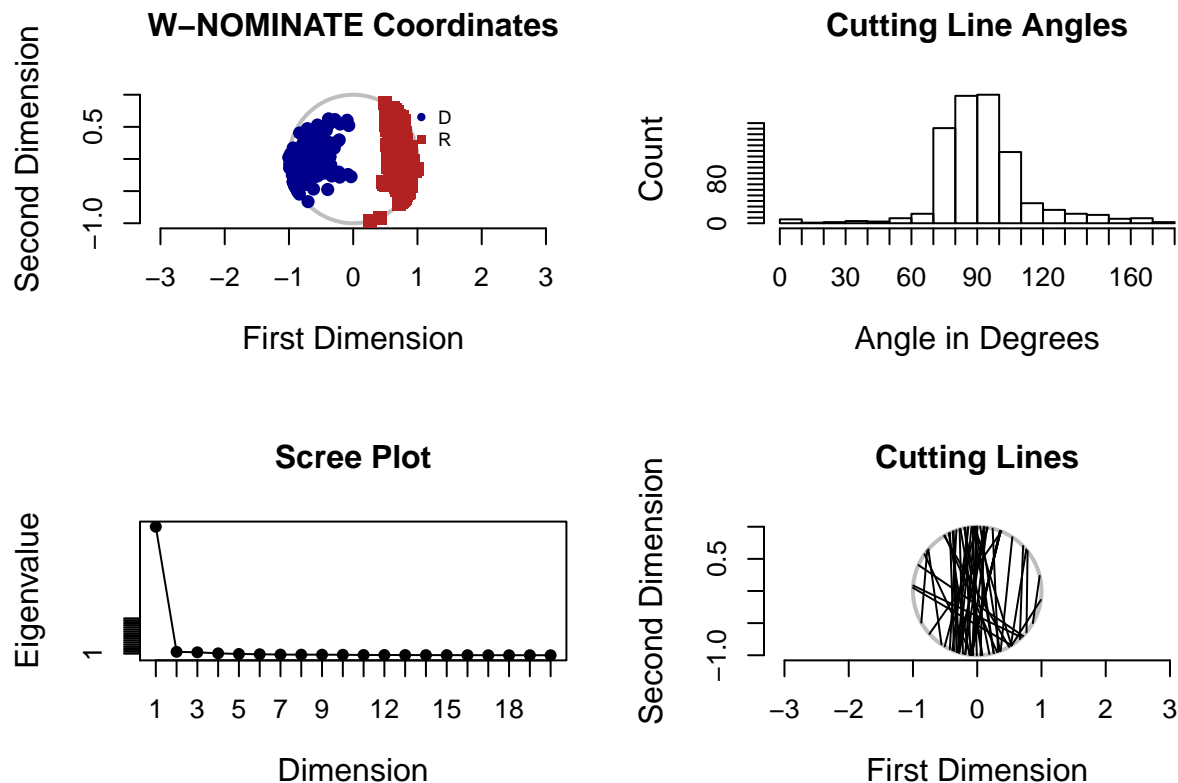 W−NOMINATE Coordinates
Second Dimension
0.5
−1.0
D
R
−3 −2 −1 0 1 2 3
First Dimension
Cutting Line Angles
Count
80
0
0 30 60 90 120 160
Angle in Degrees
Scree Plot
Eigenvalue
1
1 3 5 7 9 12 15 18
Dimension
Cutting Lines
Second Dimension
0.5
−1.0
−3 −2 −1 0 1 2 3
First Dimension